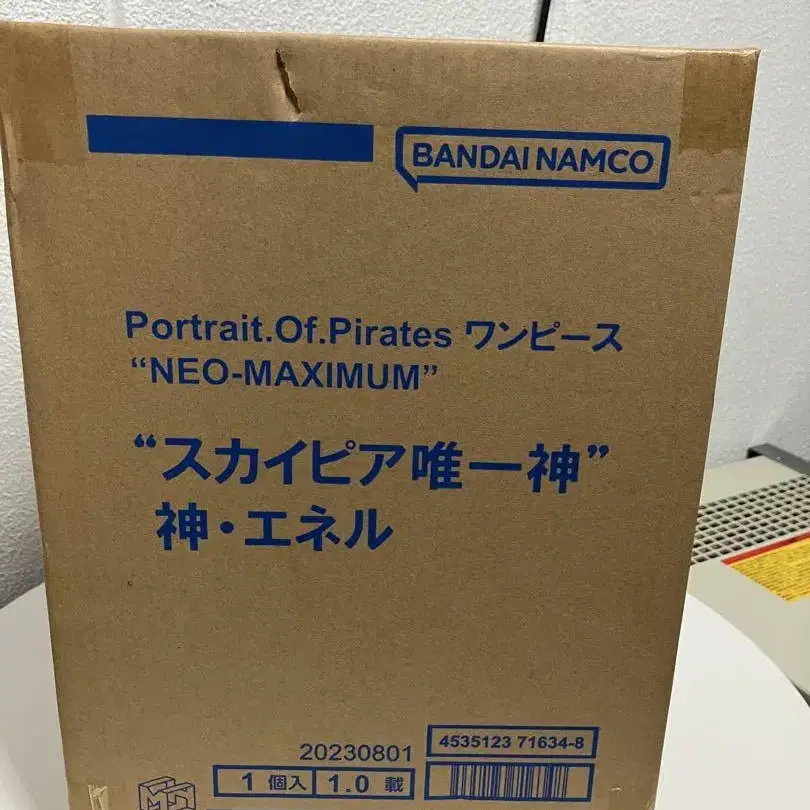 BANDAI NAMCO
Portrait.Of.Pirates ワンピース
“NEO-MAXIMUM”
“スカイピア唯一神”
神・エネル
20230801
4535123 71634-8
1 個入 1.0 載